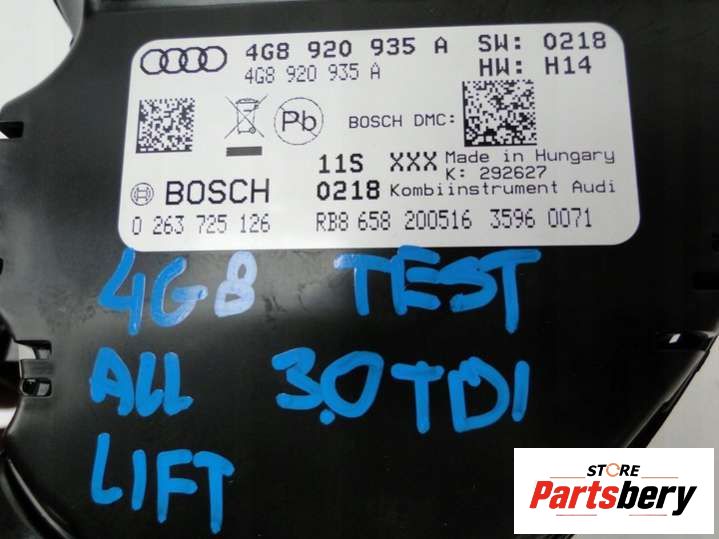 4G8 920 935 A SW: 0218
4G8 920 935 A HW: H14
Pb BOSCH DMC:
11S XXX Made in Hungary
K: 292627
BOSCH 0218 Kombiinstrument Audi
0 263 725 126 RB8 658 200516 3596 0071
4G8 TEST
ALL 3.0 TDI
LIFT
STORE
Partsbery